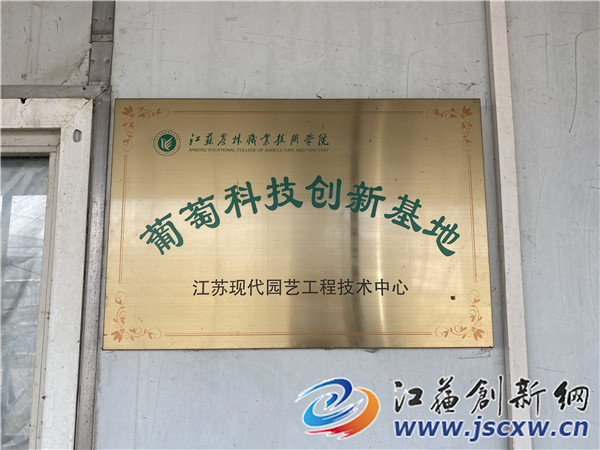 江苏农林职业技术学院
JIANGSU VOCATIONAL COLLEGE OF AGRICULTURE AND FORESTRY
葡萄科技创新基地
江苏现代园艺工程技术中心
江蘇創新網
www.jscxw.cn